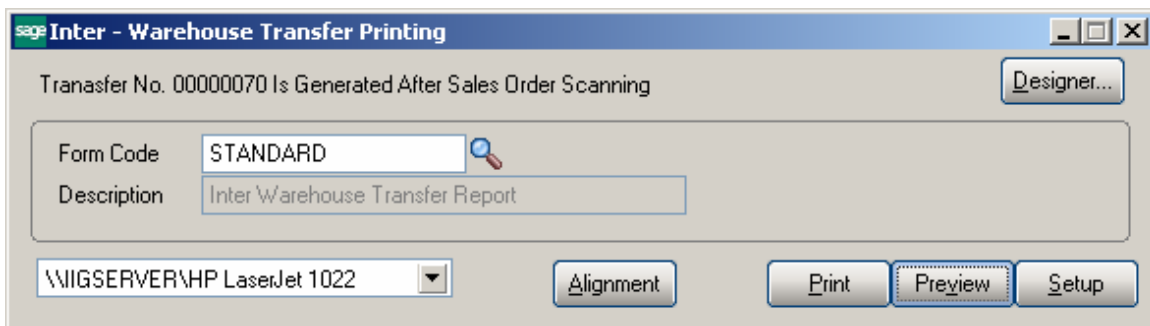 sage Inter - Warehouse Transfer Printing
Tranasfer No. 00000070 Is Generated After Sales Order Scanning
Designer...
Form Code STANDARD
Description Inter Warehouse Transfer Report
\\IIGSERVER\HP LaserJet 1022 Alignment Print Preview Setup